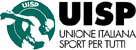 UISP
UNIONE ITALIANA
SPORT PER TUTTI